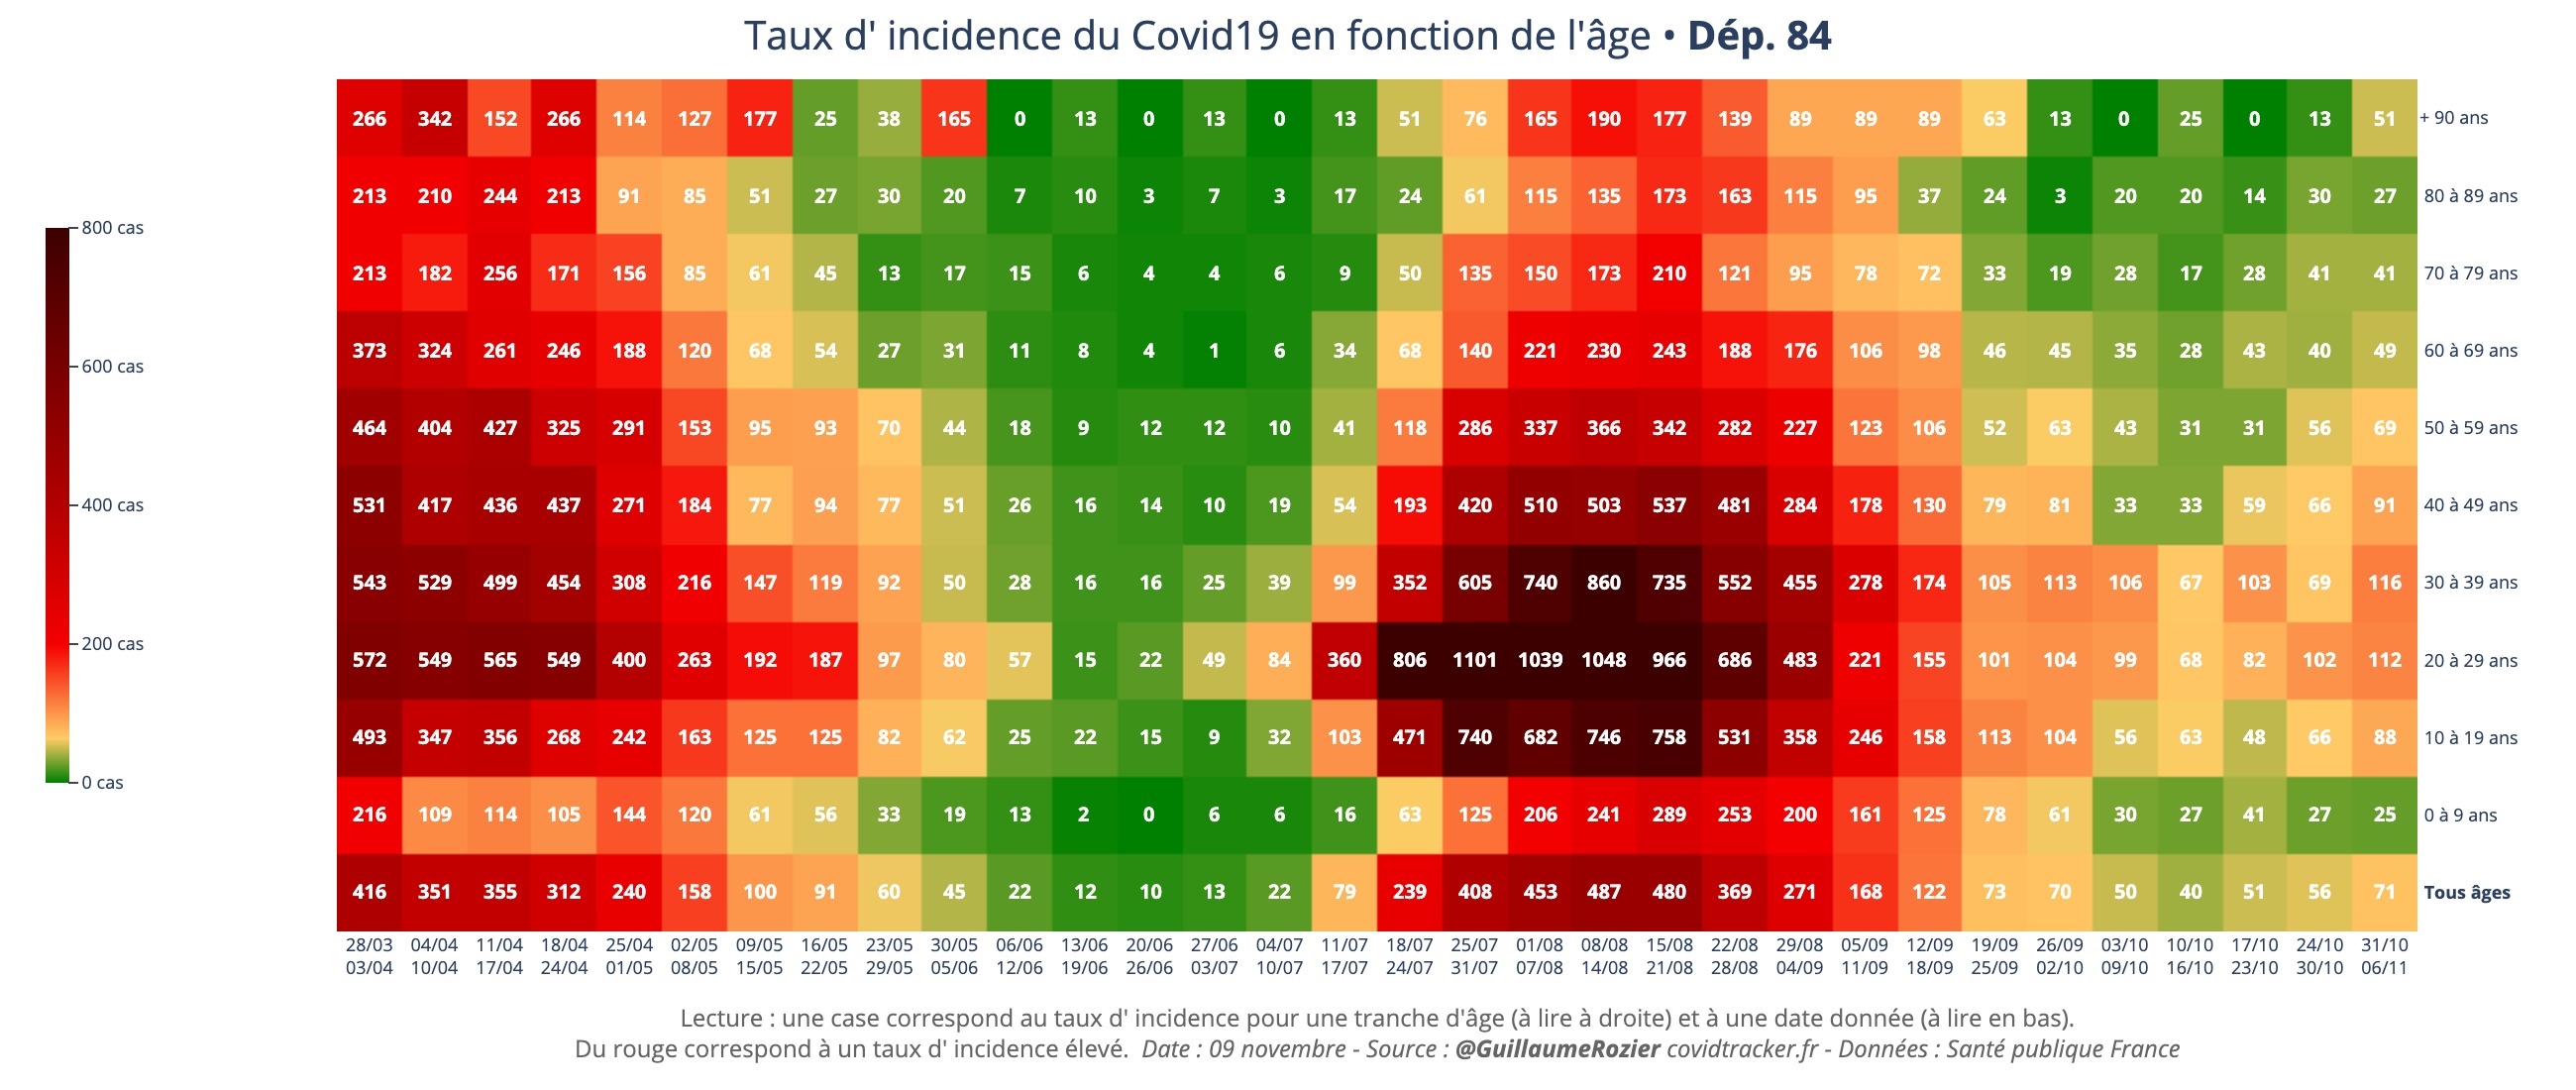 Taux d' incidence du Covid19 en fonction de l'âge • Dép. 84
266 342 152 266 114 127 177 25 38 165 0 13 0 13 0 13 51 76 165 190 177 139 89 89 89 63 13 0 25 0 13 51 + 90 ans
213 210 244 213 91 85 51 27 30 20 7 10 3 7 3 17 24 61 115 135 173 163 115 95 37 24 3 20 20 14 30 27 80 à 89 ans
800 cas
213 182 256 171 156 85 61 45 13 17 15 6 4 4 6 9 50 135 150 173 210 121 95 78 72 33 19 28 17 28 41 41 70 à 79 ans
373 324 261 246 188 120 68 54 27 31 11 8 4 1 6 34 68 140 221 230 243 188 176 106 98 46 45 35 28 43 40 49 60 à 69 ans
600 cas
464 404 427 325 291 153 95 93 70 44 18 9 12 12 10 41 118 286 337 366 342 282 227 123 106 52 63 43 31 31 56 69 50 à 59 ans
400 cas
531 417 436 437 271 184 77 94 77 51 26 16 14 10 19 54 193 420 510 503 537 481 284 178 130 79 81 33 33 59 66 91 40 à 49 ans
543 529 499 454 308 216 147 119 92 50 28 16 16 25 39 99 352 605 740 860 735 552 455 278 174 105 113 106 67 103 69 116 30 à 39 ans
200 cas
572 549 565 549 400 263 192 187 97 80 57 15 22 49 84 360 806 1101 1039 1048 966 686 483 221 155 101 104 99 68 82 102 112 20 à 29 ans
493 347 356 268 242 163 125 125 82 62 25 22 15 9 32 103 471 740 682 746 758 531 358 246 158 113 104 56 63 48 66 88 10 à 19 ans
0 cas
216 109 114 105 144 120 61 56 33 19 13 2 0 6 6 16 63 125 206 241 289 253 200 161 125 78 61 30 27 41 27 25 0 à 9 ans
416 351 355 312 240 158 100 91 60 45 22 12 10 13 22 79 239 408 453 487 480 369 271 168 122 73 70 50 40 51 56 71 Tous âges
28/03 04/04 11/04 18/04 25/04 02/05 09/05 16/05 23/05 30/05 06/06 13/06 20/06 27/06 04/07 11/07 18/07 25/07 01/08 08/08 15/08 22/08 29/08 05/09 12/09 19/09 26/09 03/10 10/10 17/10 24/10 31/10
03/04 10/04 17/04 24/04 01/05 08/05 15/05 22/05 29/05 05/06 12/06 19/06 26/06 03/07 10/07 17/07 24/07 31/07 07/08 14/08 21/08 28/08 04/09 11/09 18/09 25/09 02/10 09/10 16/10 23/10 30/10 06/11
Lecture : une case correspond au taux d' incidence pour une tranche d'âge (à lire à droite) et à une date donnée (à lire en bas).
Du rouge correspond à un taux d' incidence élevé. Date : 09 novembre - Source : @GuillaumeRozier covidtracker.fr - Données : Santé publique France